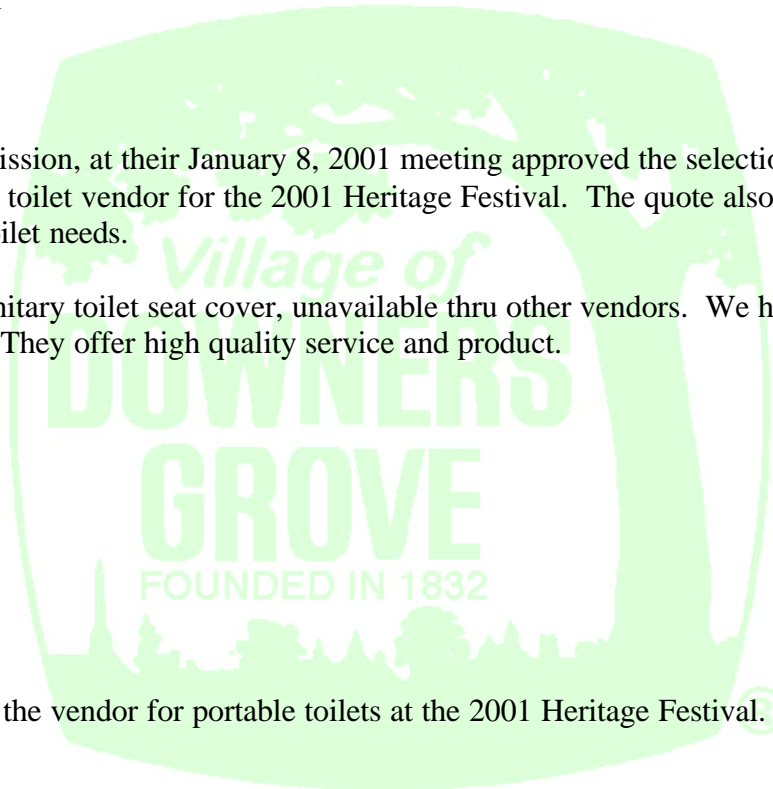 ission, at their January 8, 2001 meeting approved the selectio
toilet vendor for the 2001 Heritage Festival. The quote also
ilet needs.
Village of
nitary toilet seat cover, unavailable thru other vendors. We h
They offer high quality service and product.
DOWNERS
GROVE
FOUNDED IN 1832
the vendor for portable toilets at the 2001 Heritage Festival.
®